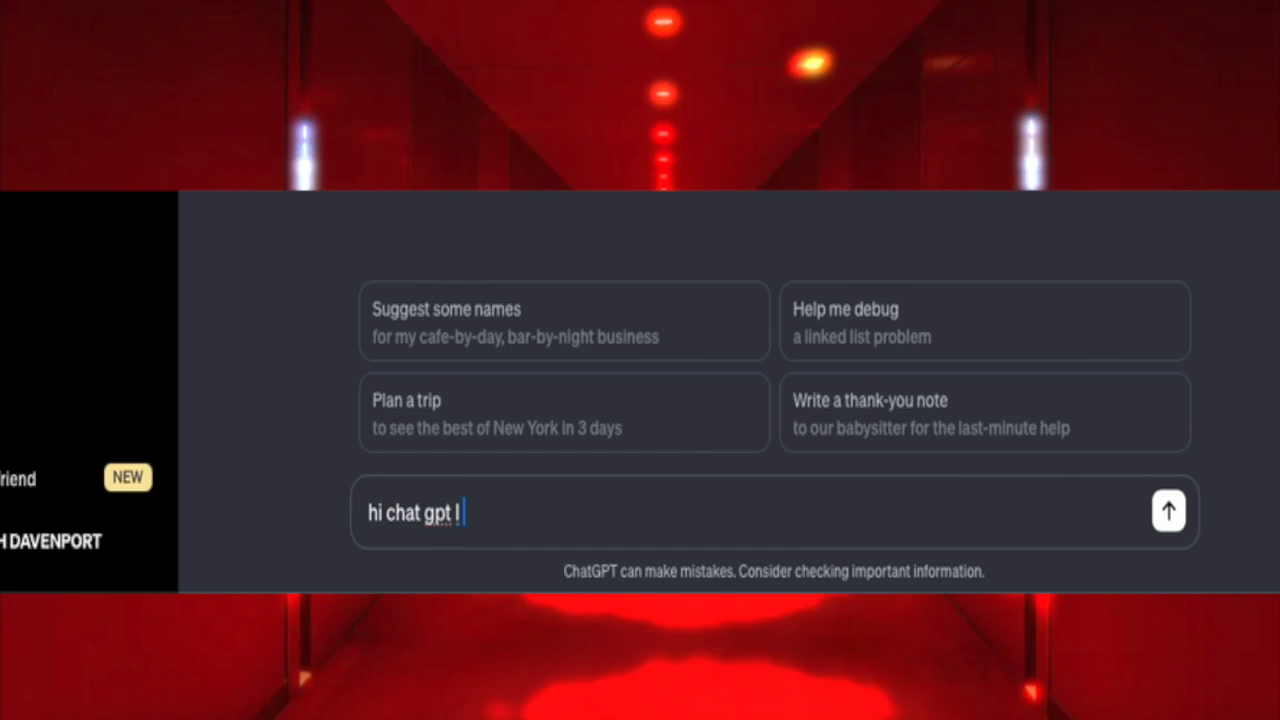 Suggest some names
for my cafe-by-day, bar-by-night business
Help me debug
a linked list problem
Plan a trip
to see the best of New York in 3 days
Write a thank-you note
to our babysitter for the last-minute help
riend
NEW
hi chat gpt I
H DAVENPORT
ChatGPT can make mistakes. Consider checking important information.